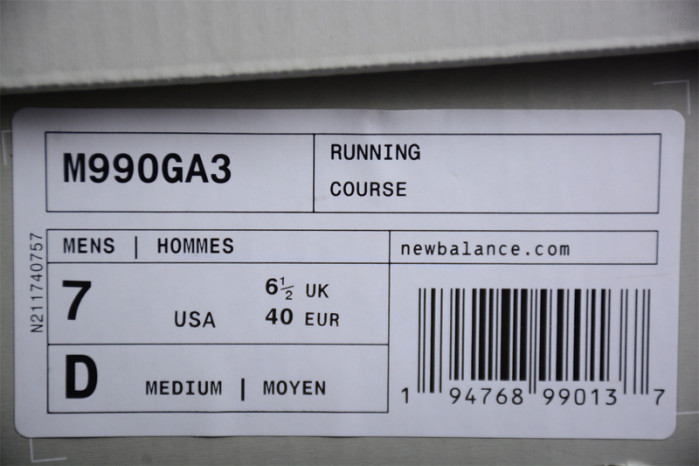 M990GA3
RUNNING
COURSE
MENS | HOMMES
newbalance.com
7 USA 6½ UK
40 EUR
D MEDIUM | MOYEN
1 94768 99013 7
N211740757